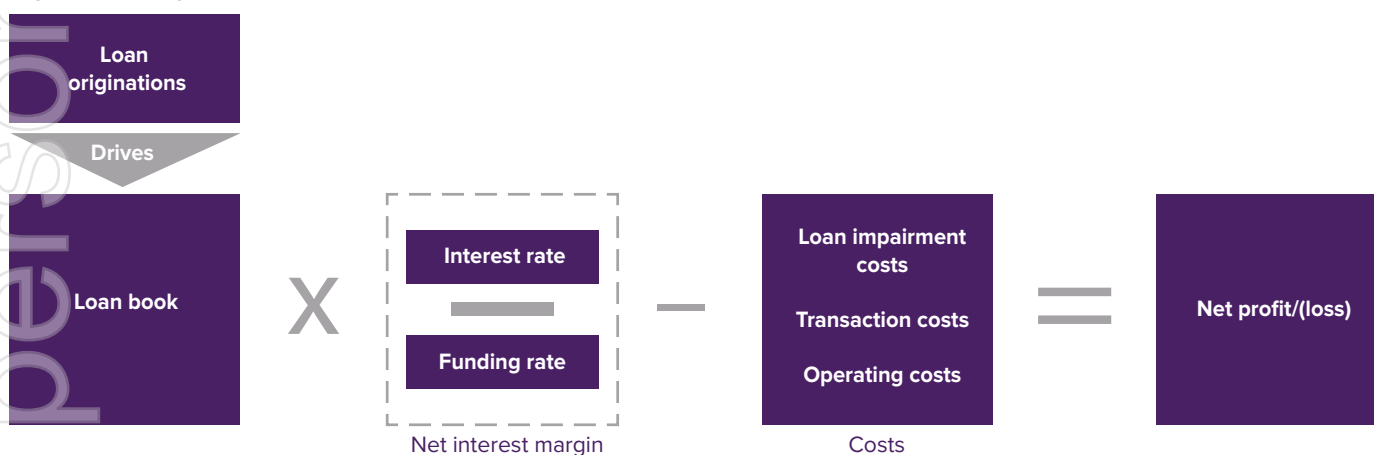 Loan
originations
Drives
Loan book
X
Interest rate
Funding rate
Net interest margin
Loan impairment
costs
Transaction costs
Operating costs
Costs
=
Net profit/(loss)
perso